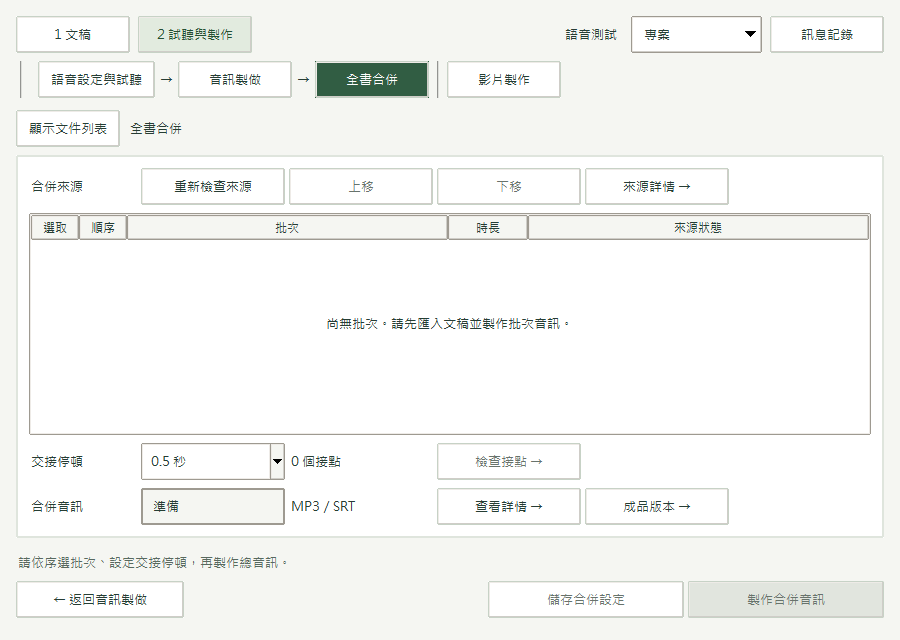 1 文稿 2 試聽與製作 語音測試 專案 訊息記錄
語音設定與試聽 → 音訊製做 → 全書合併 影片製作
顯示文件列表 全書合併
合併來源 重新檢查來源 上移 下移 來源詳情 →
選取 順序 批次 時長 來源狀態
尚無批次。請先匯入文稿並製作批次音訊。
交接停頓 0.5 秒 0 個接點 檢查接點 →
合併音訊 準備 MP3 / SRT 查看詳情 → 成品版本 →
請依序選批次、設定交接停頓，再製作總音訊。
← 返回音訊製做 儲存合併設定 製作合併音訊